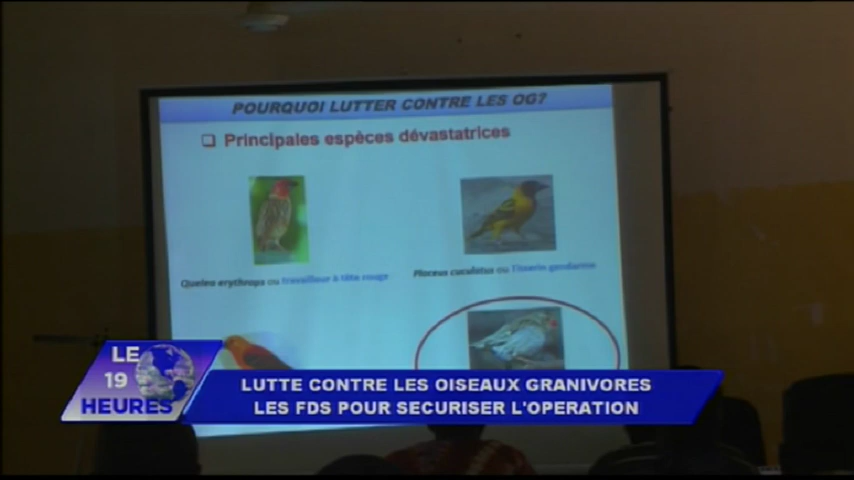 POURQUOI LUTTER CONTRE LES OG?
Principales espèces dévastatrices
Quelea erythrops ou travailleur à tête rouge
Ploceus cuculatus ou Tisserin gendarme
LE
19
HEURES
LUTTE CONTRE LES OISEAUX GRANIVORES
LES FDS POUR SECURISER L'OPERATION